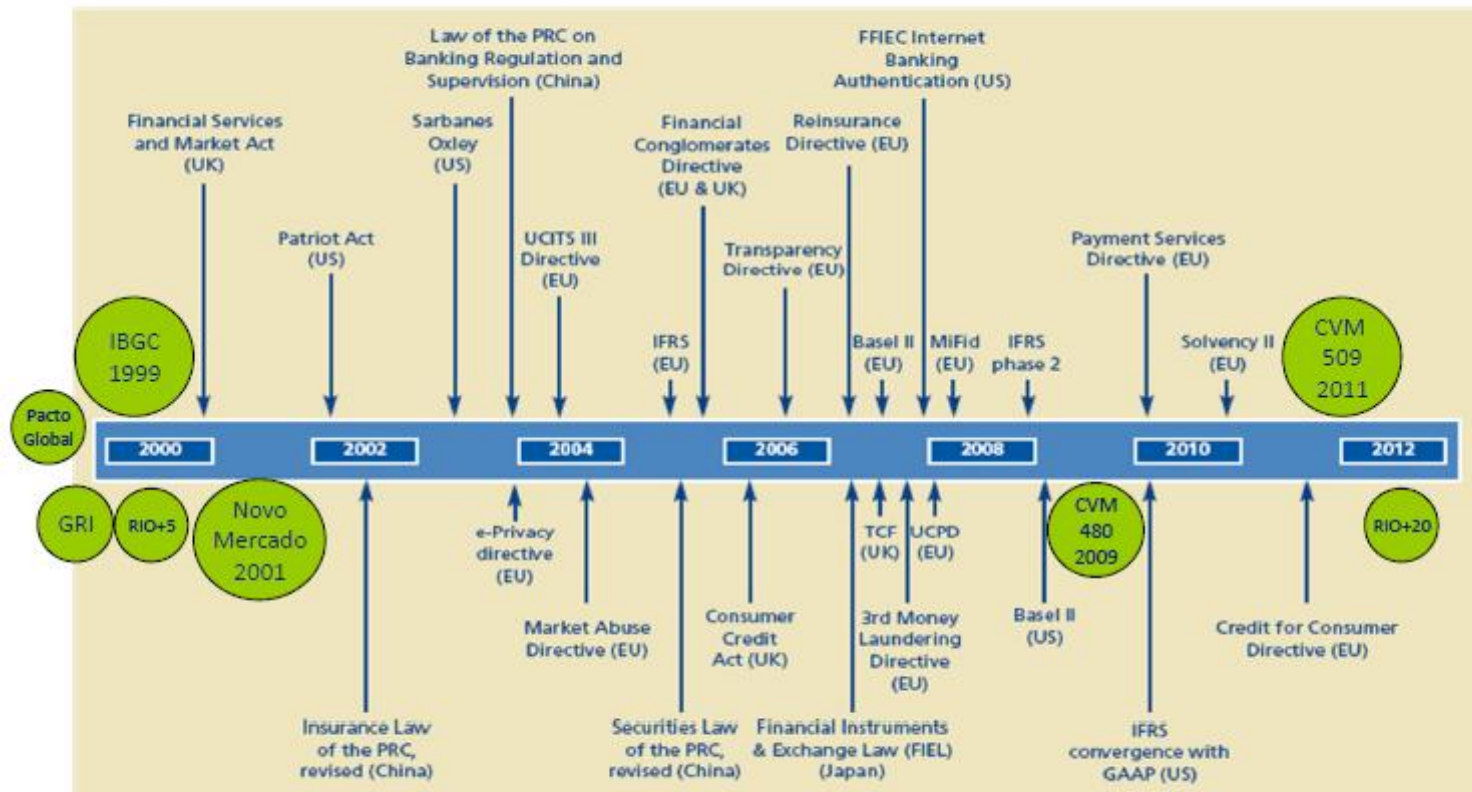 Law of the PRC on
Banking Regulation and
Supervision (China)
FFIEC Internet
Banking
Authentication (US)
Financial Services
and Market Act
(UK)
Sarbanes
Oxley
(US)
Financial
Conglomerates
Directive
(EU & UK)
Reinsurance
Directive (EU)
Patriot Act
(US)
UCITS III
Directive
(EU)
Transparency
Directive (EU)
Payment Services
Directive (EU)
IBGC
1999
IFRS
(EU)
Basel II
(EU)
MiFid
(EU)
IFRS
phase 2
Solvency II
(EU)
CVM
509
2011
Pacto
Global
2000
2002
2004
2006
2008
2010
2012
GRI
RIO+5
Novo
Mercado
2001
e-Privacy
directive
(EU)
TCF
(UK)
UCPD
(EU)
CVM
480
2009
RIO+20
Market Abuse
Directive (EU)
Consumer
Credit
Act (UK)
3rd Money
Laundering
Directive
(EU)
Basel II
(US)
Credit for Consumer
Directive (EU)
Insurance Law
of the PRC,
revised (China)
Securities Law
of the PRC,
revised (China)
Financial Instruments
& Exchange Law (FIEL)
(Japan)
IFRS
convergence with
GAAP (US)